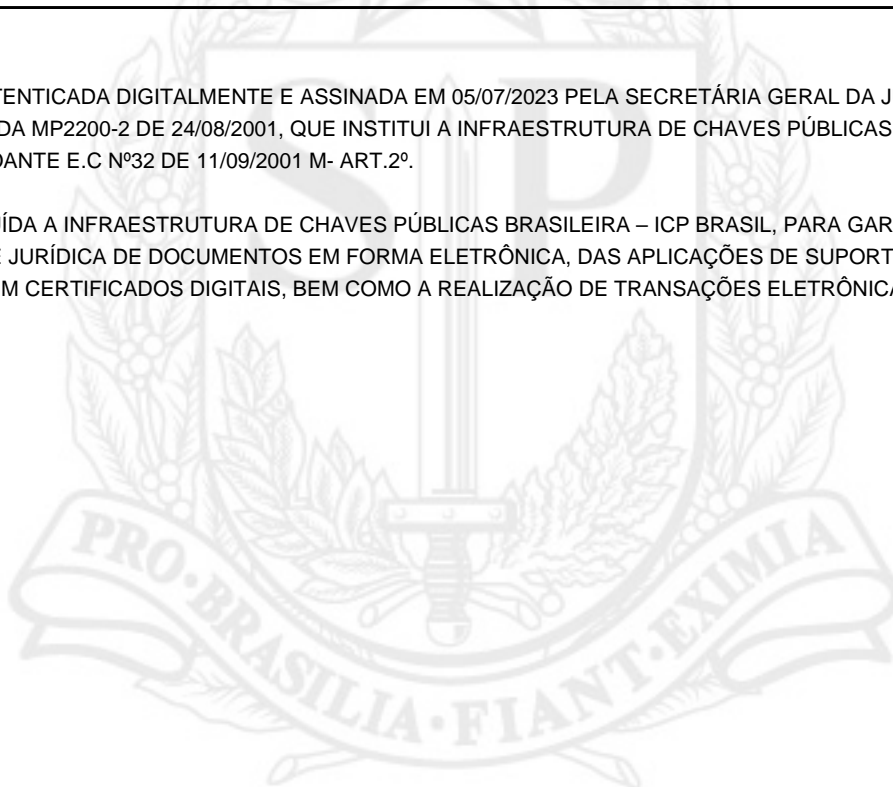 TENTICADA DIGITALMENTE E ASSINADA EM 05/07/2023 PELA SECRETÁRIA GERAL DA J
DA MP2200-2 DE 24/08/2001, QUE INSTITUI A INFRAESTRUTURA DE CHAVES PÚBLICAS
DANTE E.C Nº32 DE 11/09/2001 M- ART.2º.
ÍDA A INFRAESTRUTURA DE CHAVES PÚBLICAS BRASILEIRA – ICP BRASIL, PARA GAR
E JURÍDICA DE DOCUMENTOS EM FORMA ELETRÔNICA, DAS APLICAÇÕES DE SUPORT
M CERTIFICADOS DIGITAIS, BEM COMO A REALIZAÇÃO DE TRANSAÇÕES ELETRÔNICA
SP
PRO·BRASILIA·FIANT·EXIMIA